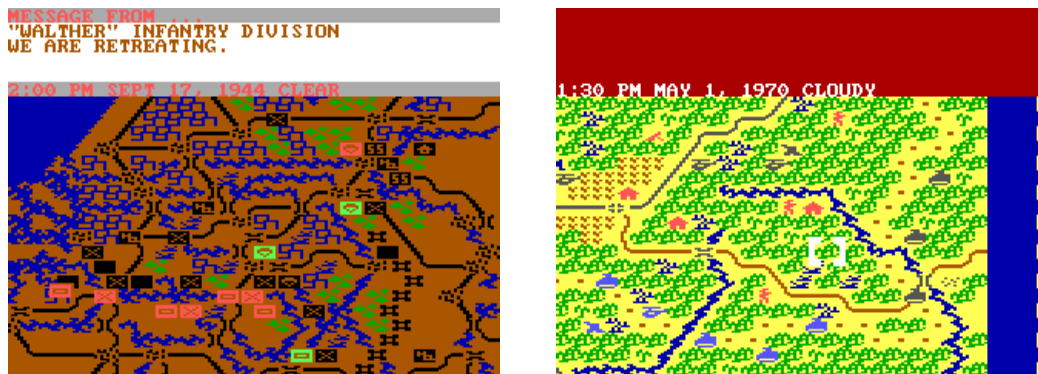 MESSAGE FROM ...
"WALTHER" INFANTRY DIVISION
WE ARE RETREATING.
2:00 PM SEPT 17, 1944 CLEAR
SS
1:30 PM MAY 1, 1970 CLOUDY